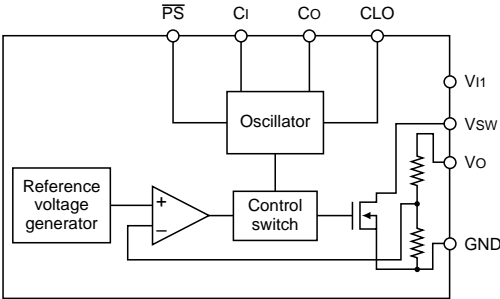 PS CI CO CLO
VI1
Oscillator
VSW
VO
Reference
voltage
generator
+
−
Control
switch
GND